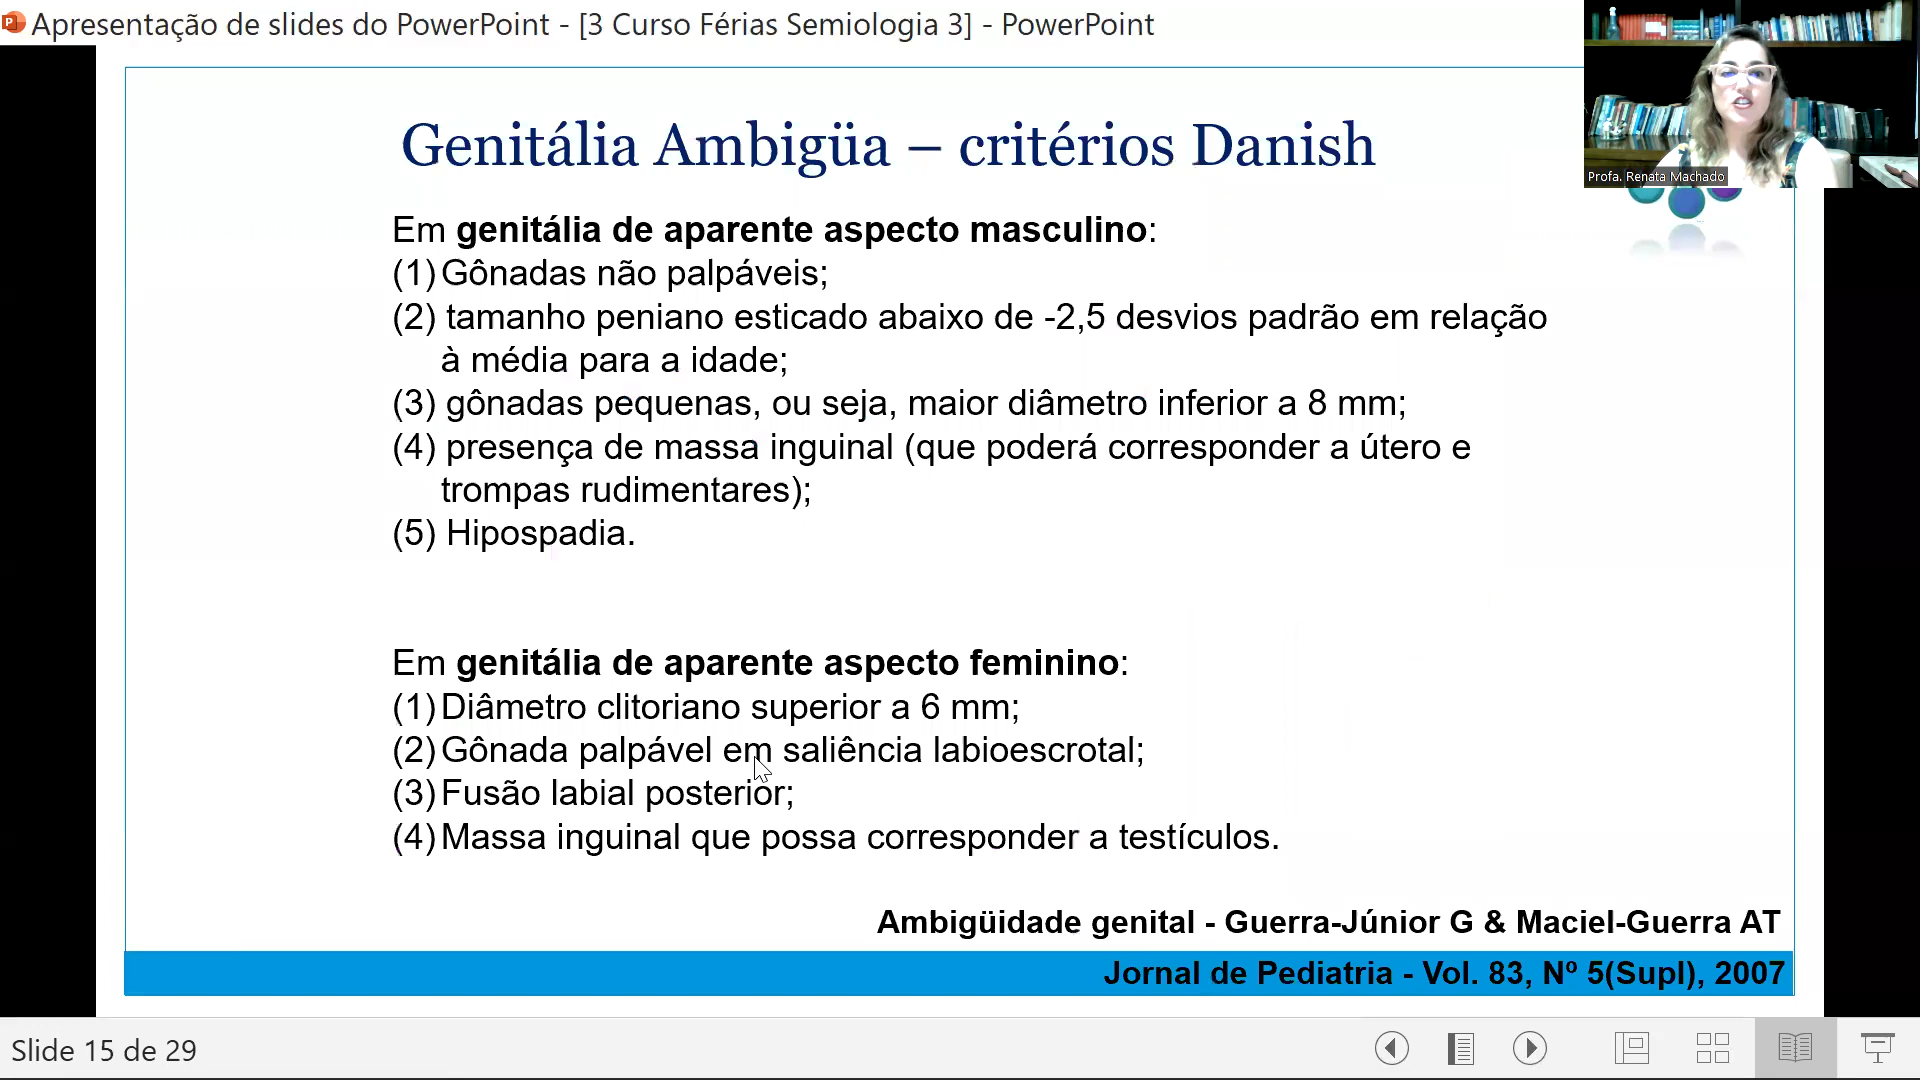 Apresentação de slides do PowerPoint - [3 Curso Férias Semiologia 3] - PowerPoint
Profa. Renata Machado
Genitália Ambigüa – critérios Danish
Em genitália de aparente aspecto masculino:
(1) Gônadas não palpáveis;
(2) tamanho peniano esticado abaixo de -2,5 desvios padrão em relação
à média para a idade;
(3) gônadas pequenas, ou seja, maior diâmetro inferior a 8 mm;
(4) presença de massa inguinal (que poderá corresponder a útero e
trompas rudimentares);
(5) Hipospadia.
Em genitália de aparente aspecto feminino:
(1) Diâmetro clitoriano superior a 6 mm;
(2) Gônada palpável em saliência labioescrotal;
(3) Fusão labial posterior;
(4) Massa inguinal que possa corresponder a testículos.
Ambigüidade genital - Guerra-Júnior G & Maciel-Guerra AT
Jornal de Pediatria - Vol. 83, Nº 5(Supl), 2007
Slide 15 de 29